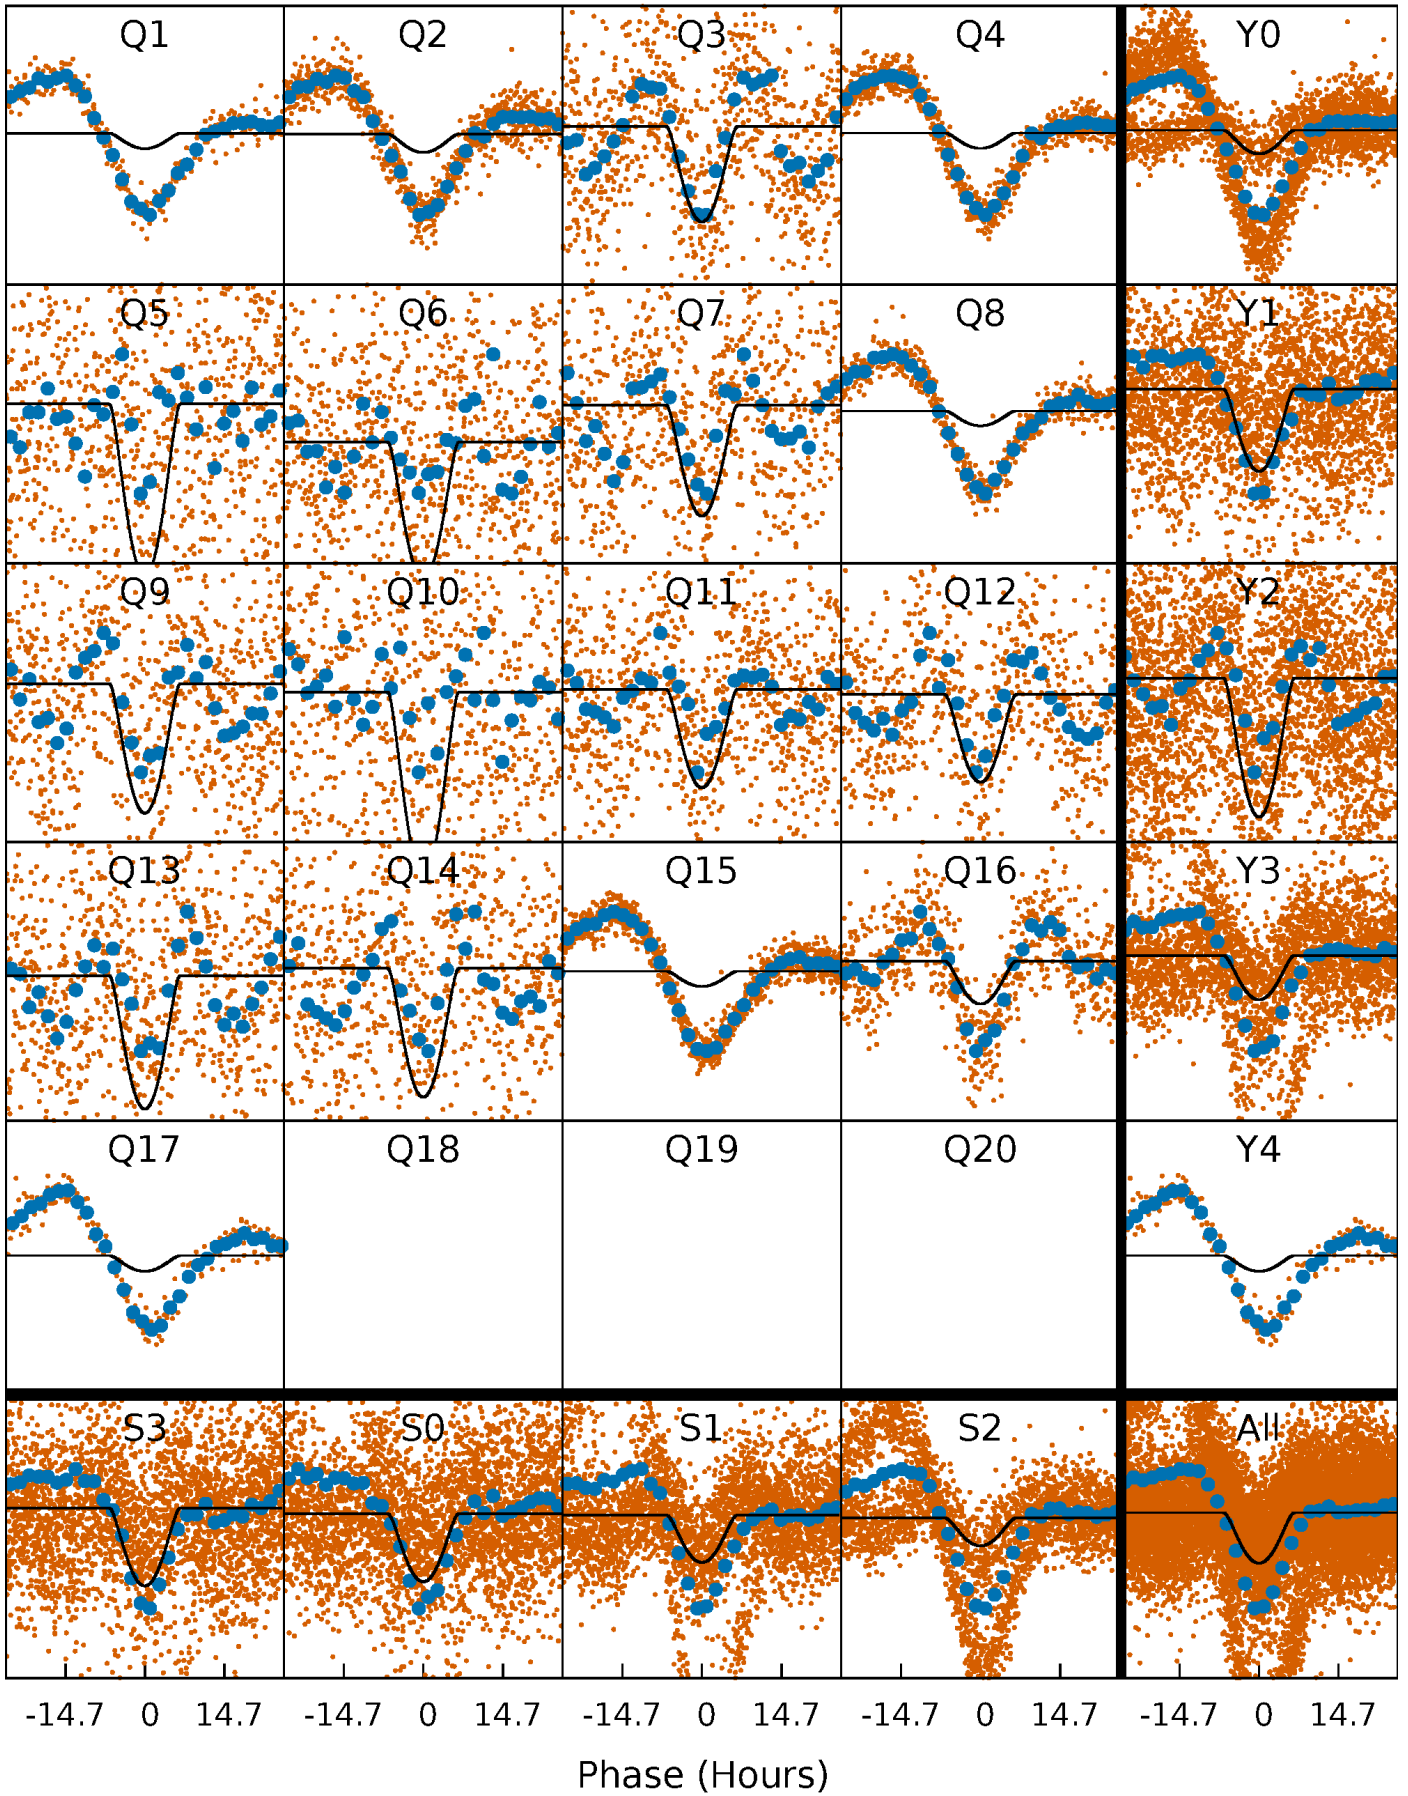 Q1 Q2 Q3 Q4 Y0
Q5 Q6 Q7 Q8 Y1
Q9 Q10 Q11 Q12 Y2
Q13 Q14 Q15 Q16 Y3
Q17 Q18 Q19 Q20 Y4
S3 S0 S1 S2 All
-14.7 0 14.7 -14.7 0 14.7 -14.7 0 14.7 -14.7 0 14.7 -14.7 0 14.7
Phase (Hours)